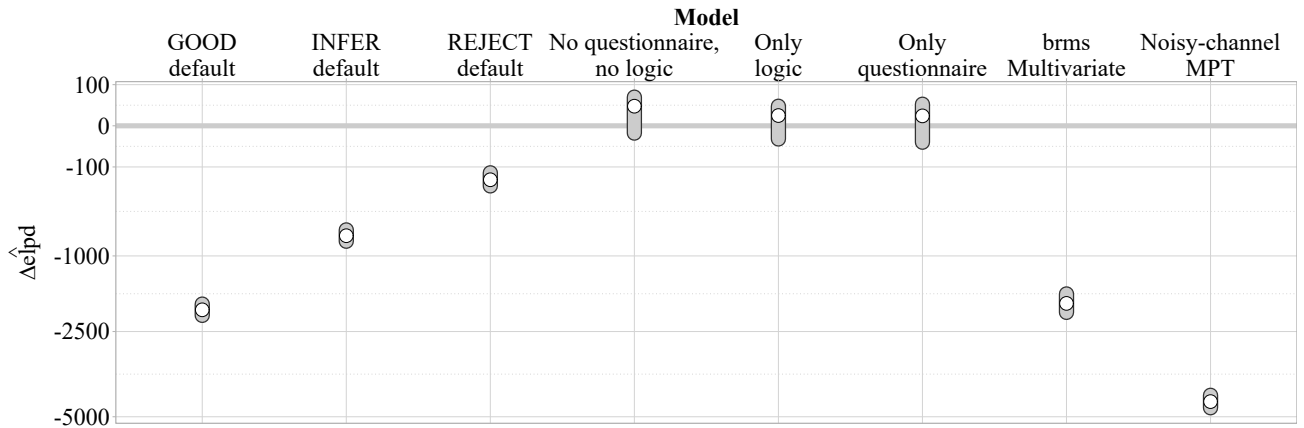 Model
GOOD default
INFER default
REJECT default
No questionnaire, no logic
Only logic
Only questionnaire
brms Multivariate
Noisy-channel MPT
100
0
-100
-1000
-2500
-5000
Δelpd̂